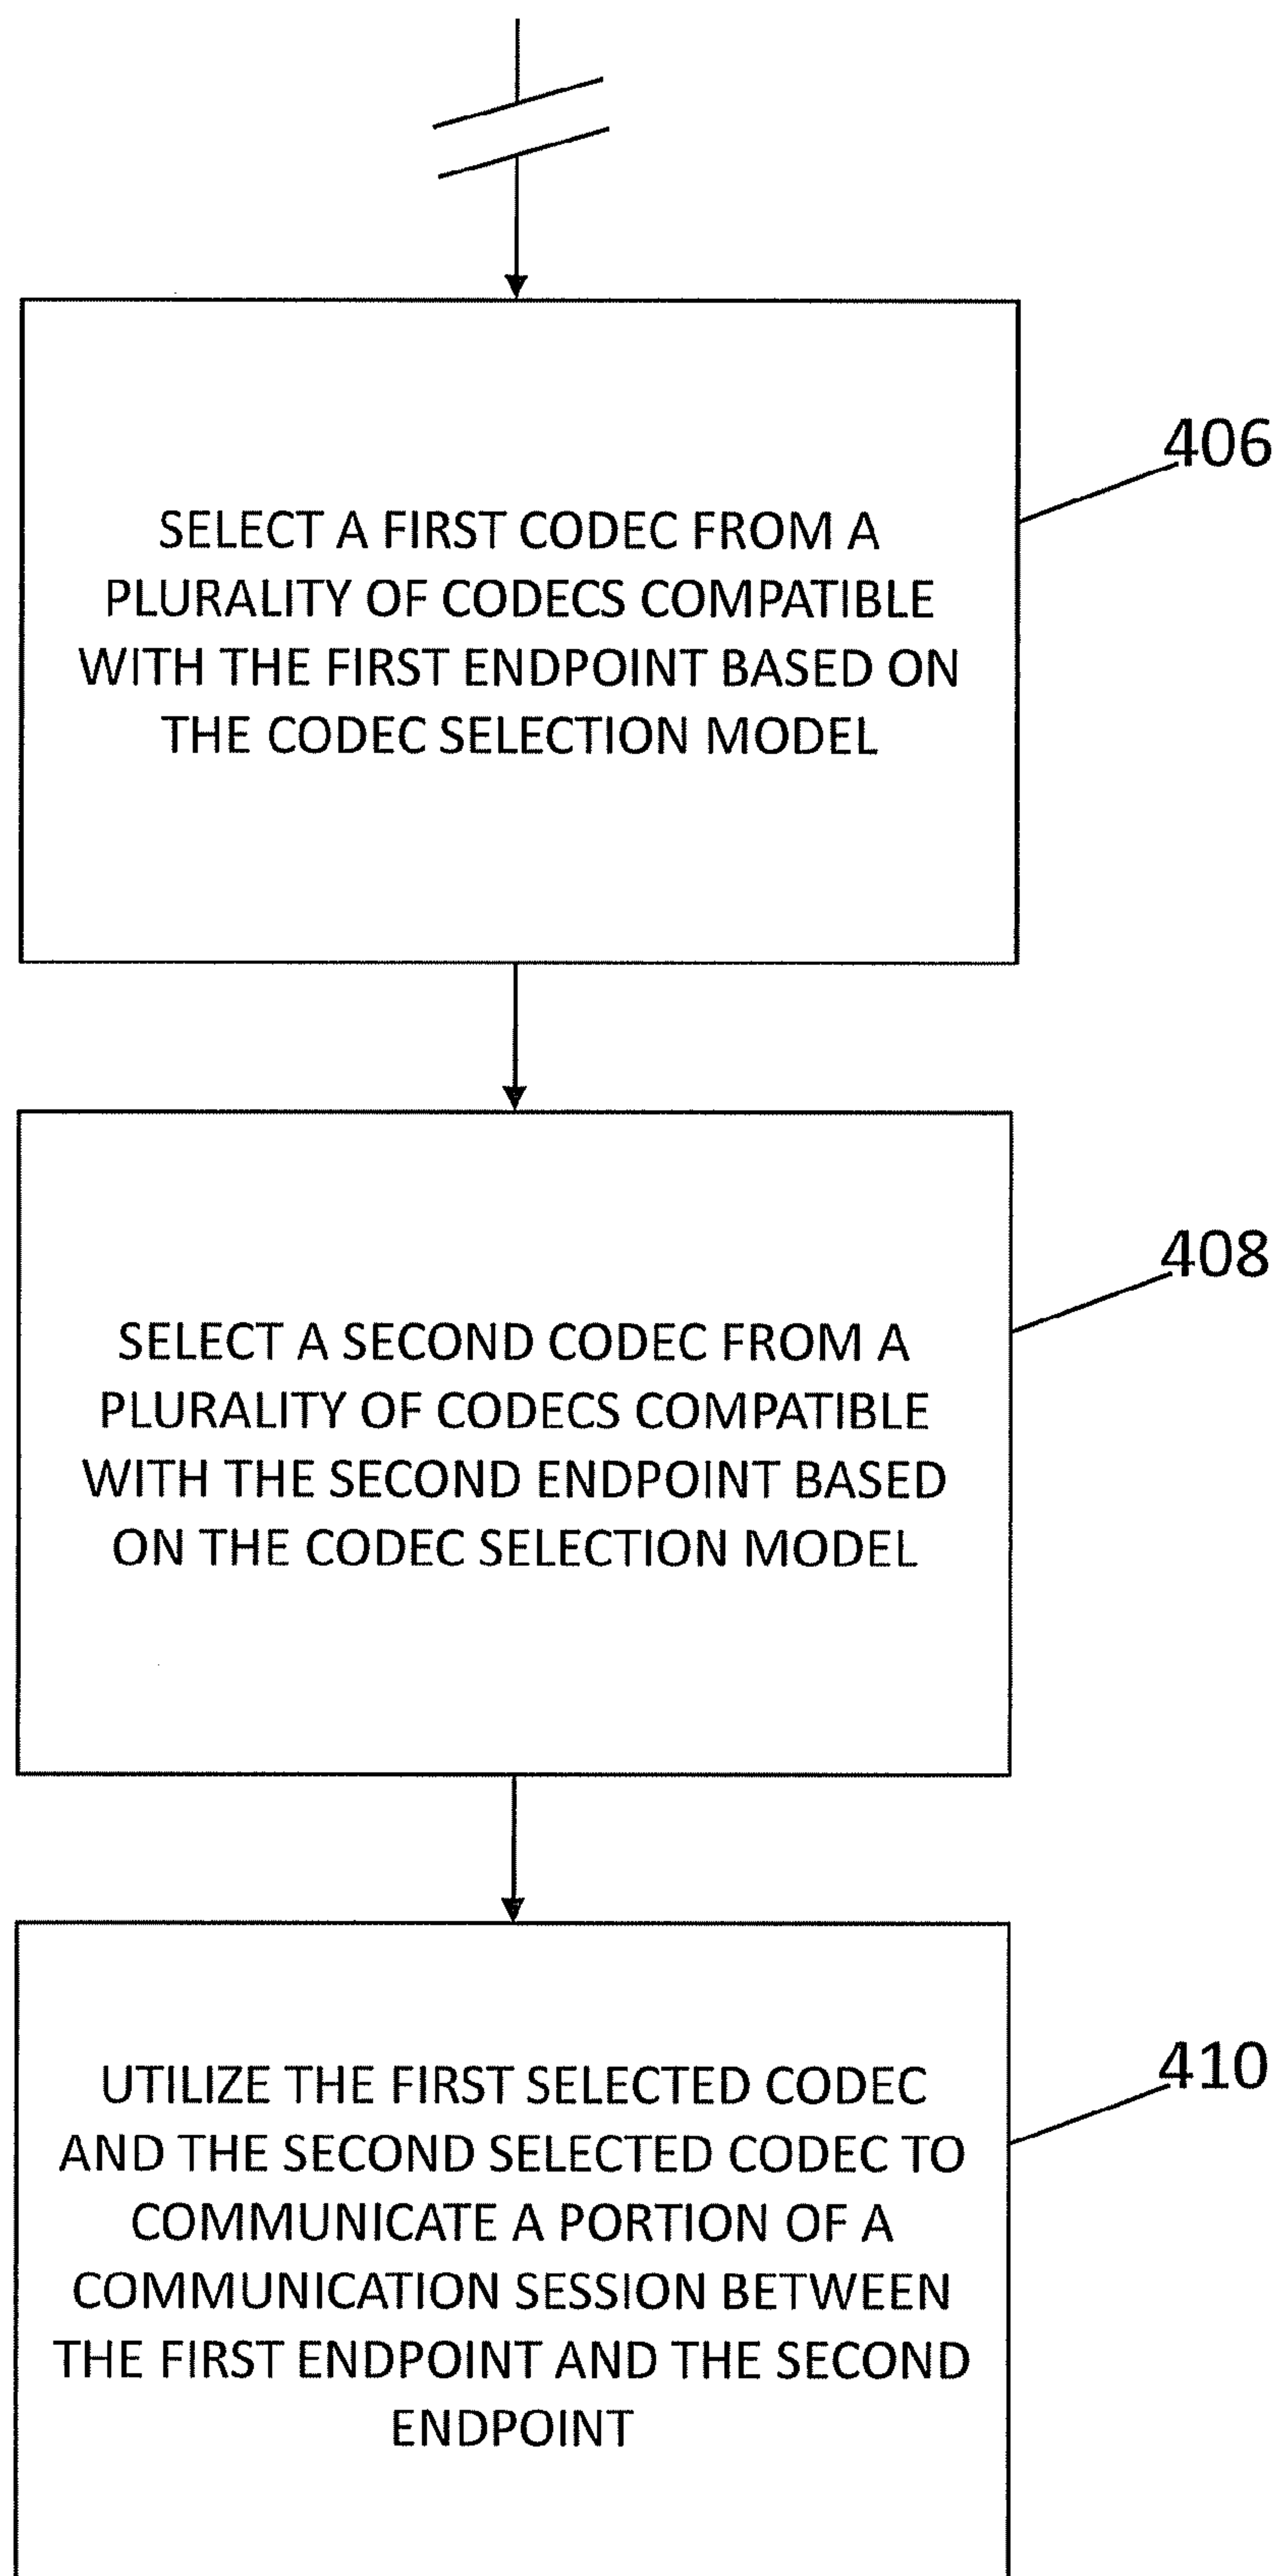 406
SELECT A FIRST CODEC FROM A
PLURALITY OF CODECS COMPATIBLE
WITH THE FIRST ENDPOINT BASED ON
THE CODEC SELECTION MODEL
408
SELECT A SECOND CODEC FROM A
PLURALITY OF CODECS COMPATIBLE
WITH THE SECOND ENDPOINT BASED
ON THE CODEC SELECTION MODEL
410
UTILIZE THE FIRST SELECTED CODEC
AND THE SECOND SELECTED CODEC TO
COMMUNICATE A PORTION OF A
COMMUNICATION SESSION BETWEEN
THE FIRST ENDPOINT AND THE SECOND
ENDPOINT